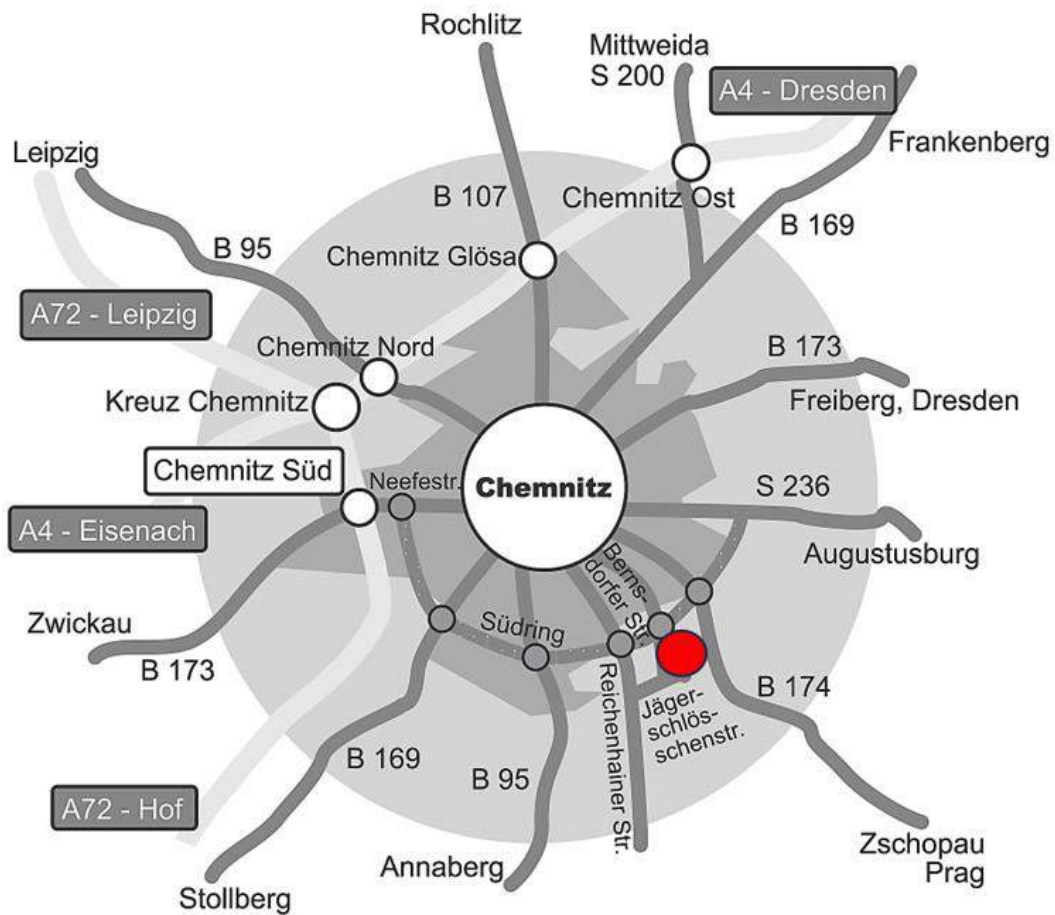 Rochlitz
Mittweida
S 200
A4 - Dresden
Frankenberg
Leipzig
B 107
Chemnitz Ost
B 169
B 95
Chemnitz Glösa
A72 - Leipzig
Chemnitz Nord
B 173
Kreuz Chemnitz
Freiberg, Dresden
Chemnitz Süd
Neefestr.
Chemnitz
S 236
A4 - Eisenach
Augustusburg
Berns-
dorfer Str.
Zwickau
Südring
B 173
Reichenhainer Str.
Jäger-
schlös-
schenstr.
B 174
B 169
B 95
A72 - Hof
Annaberg
Zschopau
Prag
Stollberg